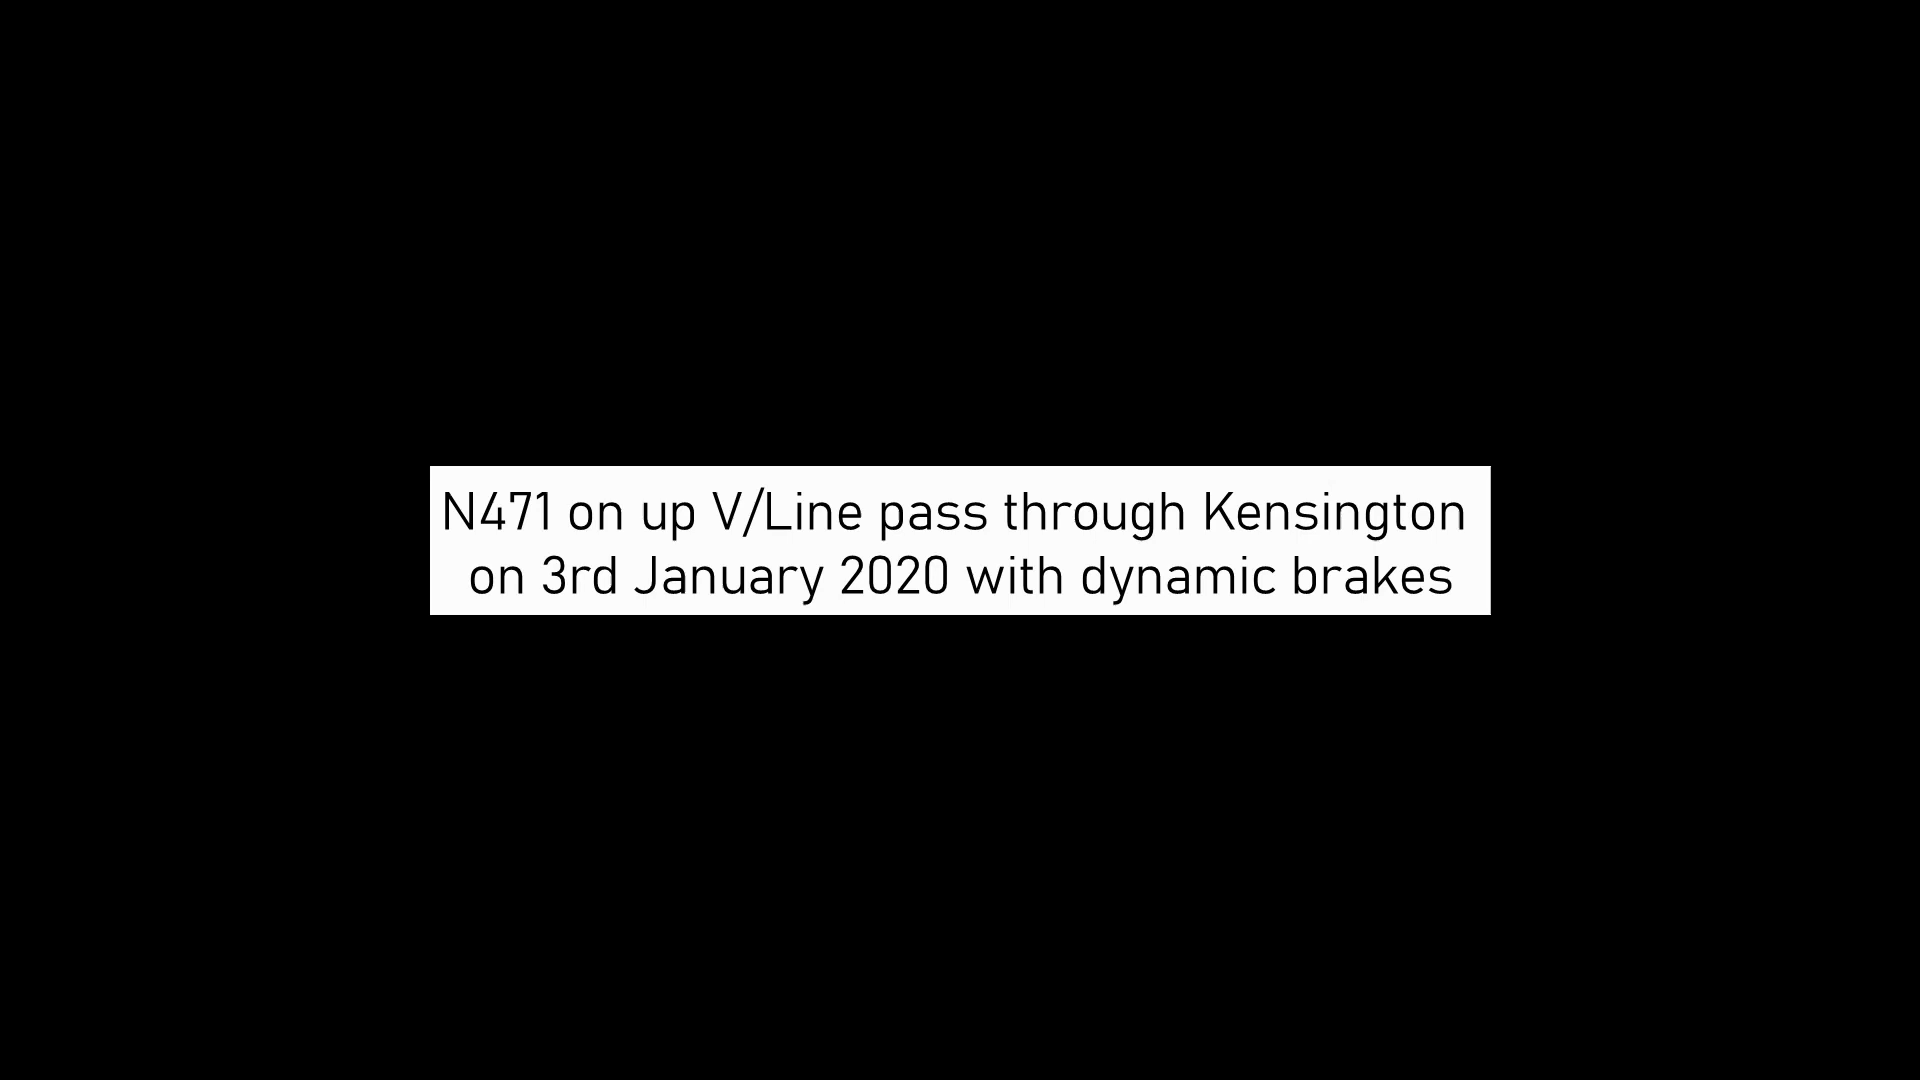 N471 on up V/Line pass through Kensington
on 3rd January 2020 with dynamic brakes